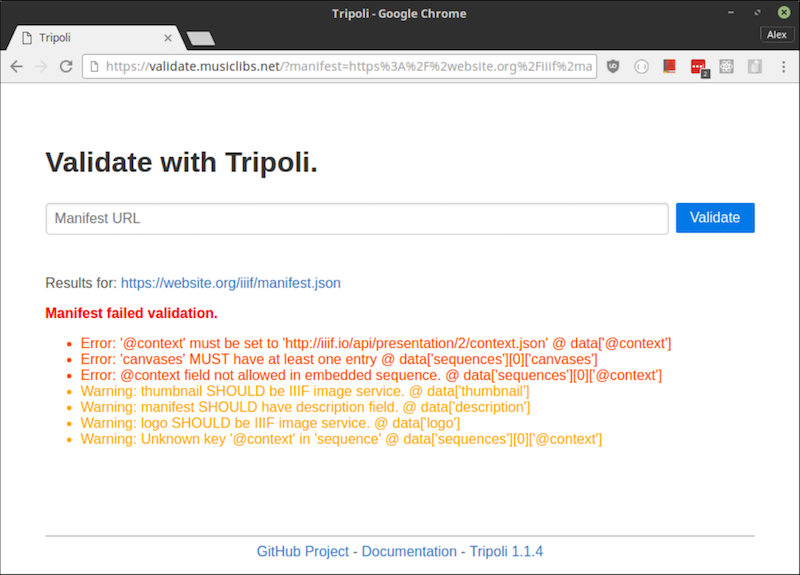 Tripoli - Google Chrome
Tripoli
Alex
https://validate.musiclibs.net/?manifest=https%3A%2F%2website.org%2Fiiif%2ma
2
Validate with Tripoli.
Manifest URL
Validate
Results for: https://website.org/iiif/manifest.json
Manifest failed validation.
Error: '@context' must be set to 'http://iiif.io/api/presentation/2/context.json' @ data['@context']
Error: 'canvases' MUST have at least one entry @ data['sequences'][0]['canvases']
Error: @context field not allowed in embedded sequence. @ data['sequences'][0]['@context']
Warning: thumbnail SHOULD be IIIF image service. @ data['thumbnail']
Warning: manifest SHOULD have description field. @ data['description']
Warning: logo SHOULD be IIIF image service. @ data['logo']
Warning: Unknown key '@context' in 'sequence' @ data['sequences'][0]['@context']
GitHub Project - Documentation - Tripoli 1.1.4